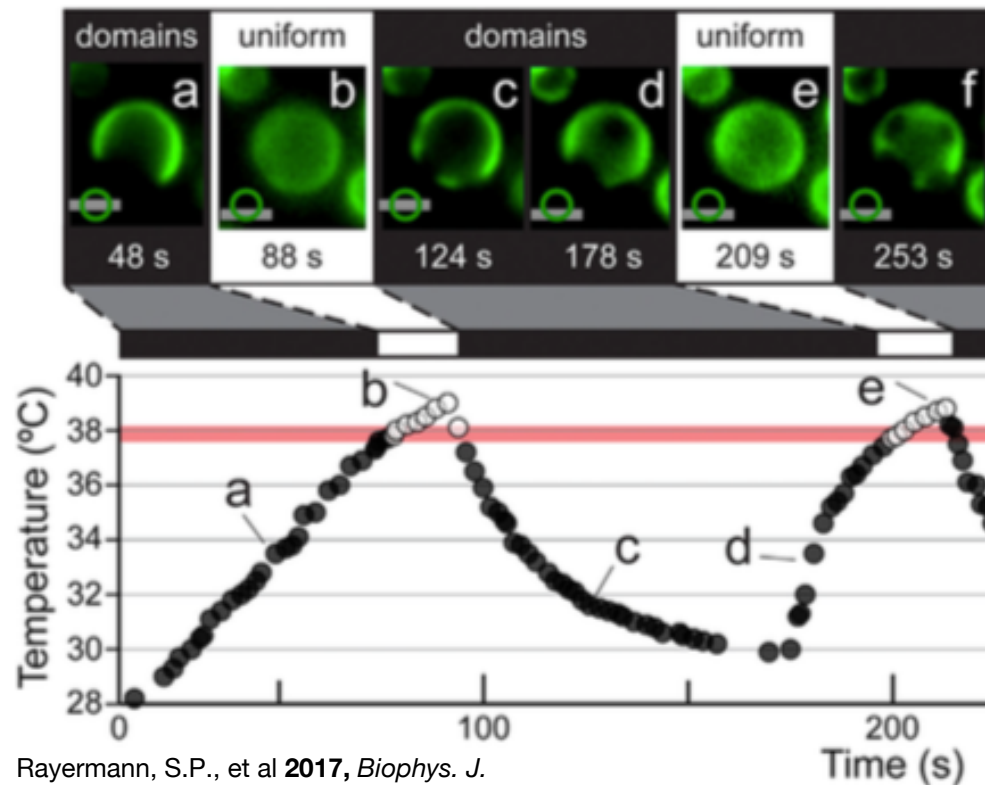 domains uniform domains uniform
a b c d e f
48 s 88 s 124 s 178 s 209 s 253 s
40
38
36
34
32
30
28
Temperature (ºC)
a
b
c
d
e
0 100 200
Time (s)
Rayermann, S.P., et al 2017, Biophys. J.